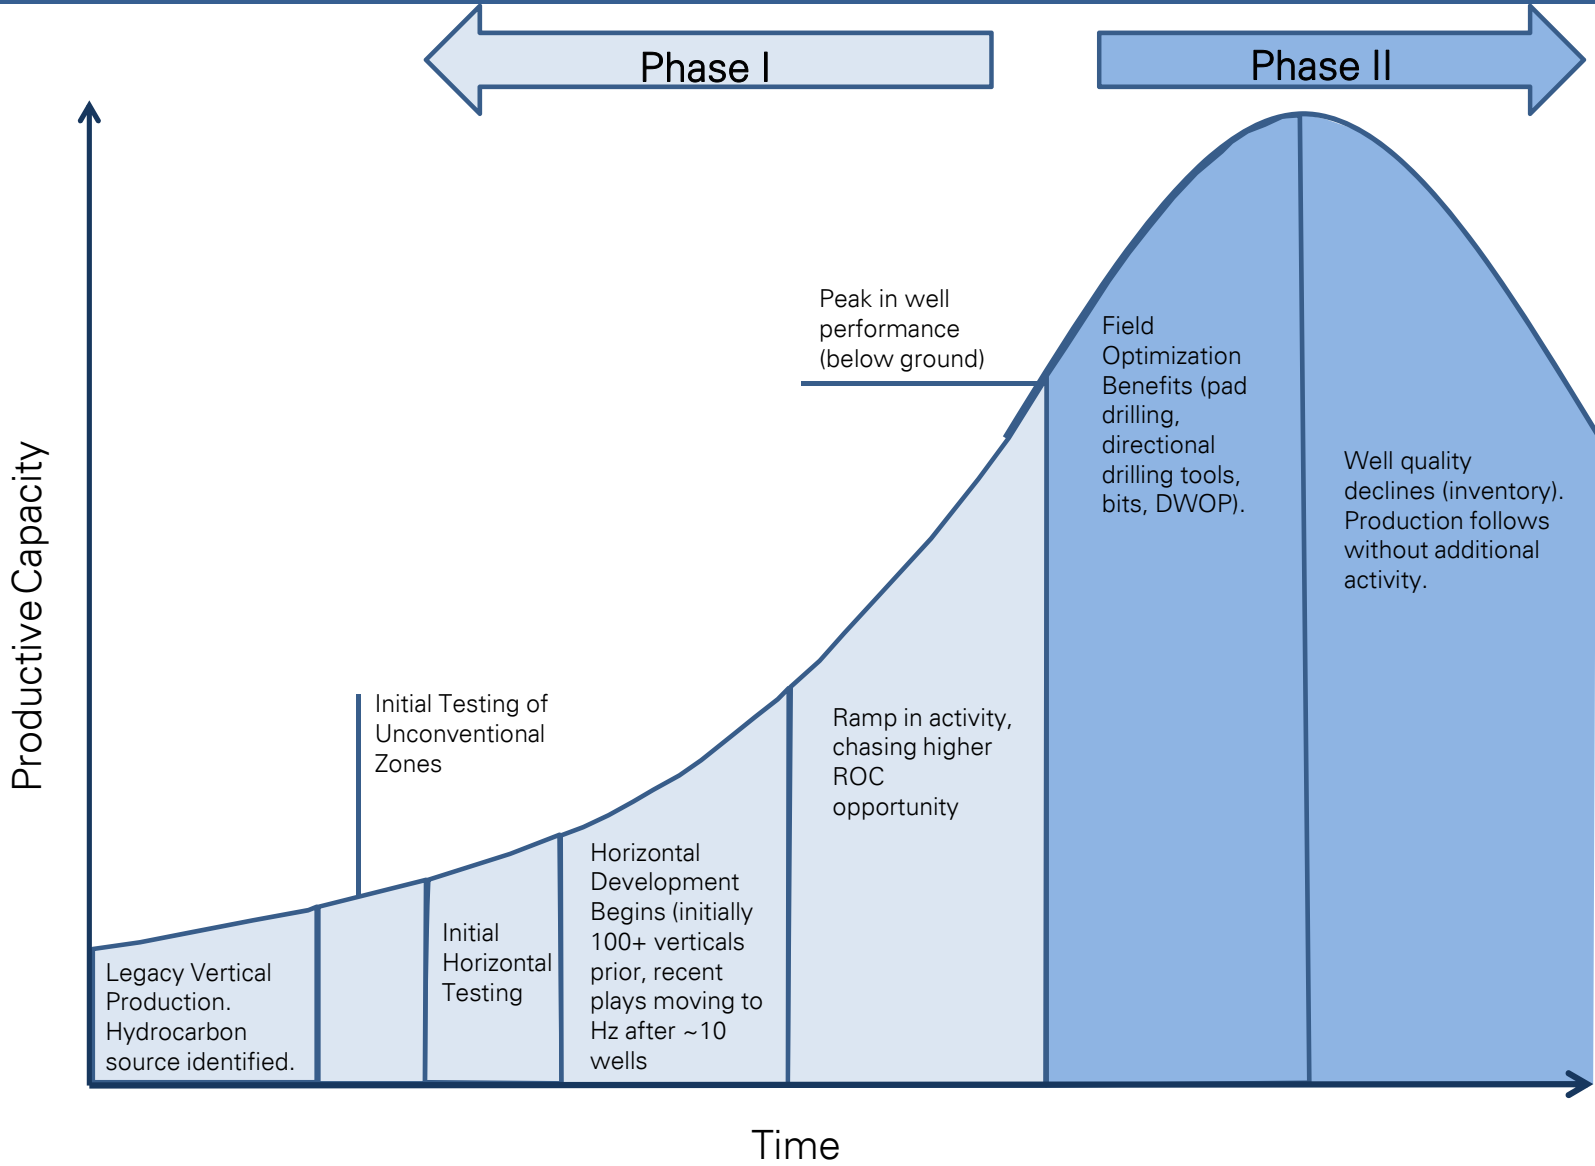 Phase I
Phase II
Productive Capacity
Peak in well
performance
(below ground)
Field
Optimization
Benefits (pad
drilling,
directional
drilling tools,
bits, DWOP).
Well quality
declines (inventory).
Production follows
without additional
activity.
Initial Testing of
Unconventional
Zones
Ramp in activity,
chasing higher
ROC
opportunity
Horizontal
Development
Begins (initially
100+ verticals
prior, recent
plays moving to
Hz after ~10
wells
Initial
Horizontal
Testing
Legacy Vertical
Production.
Hydrocarbon
source identified.
Time